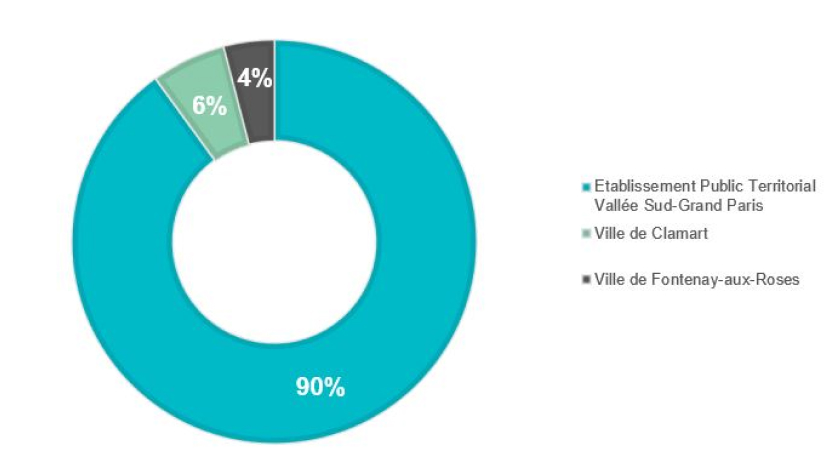 4%
6%
90%
Etablissement Public Territorial
Vallée Sud-Grand Paris
Ville de Clamart
Ville de Fontenay-aux-Roses